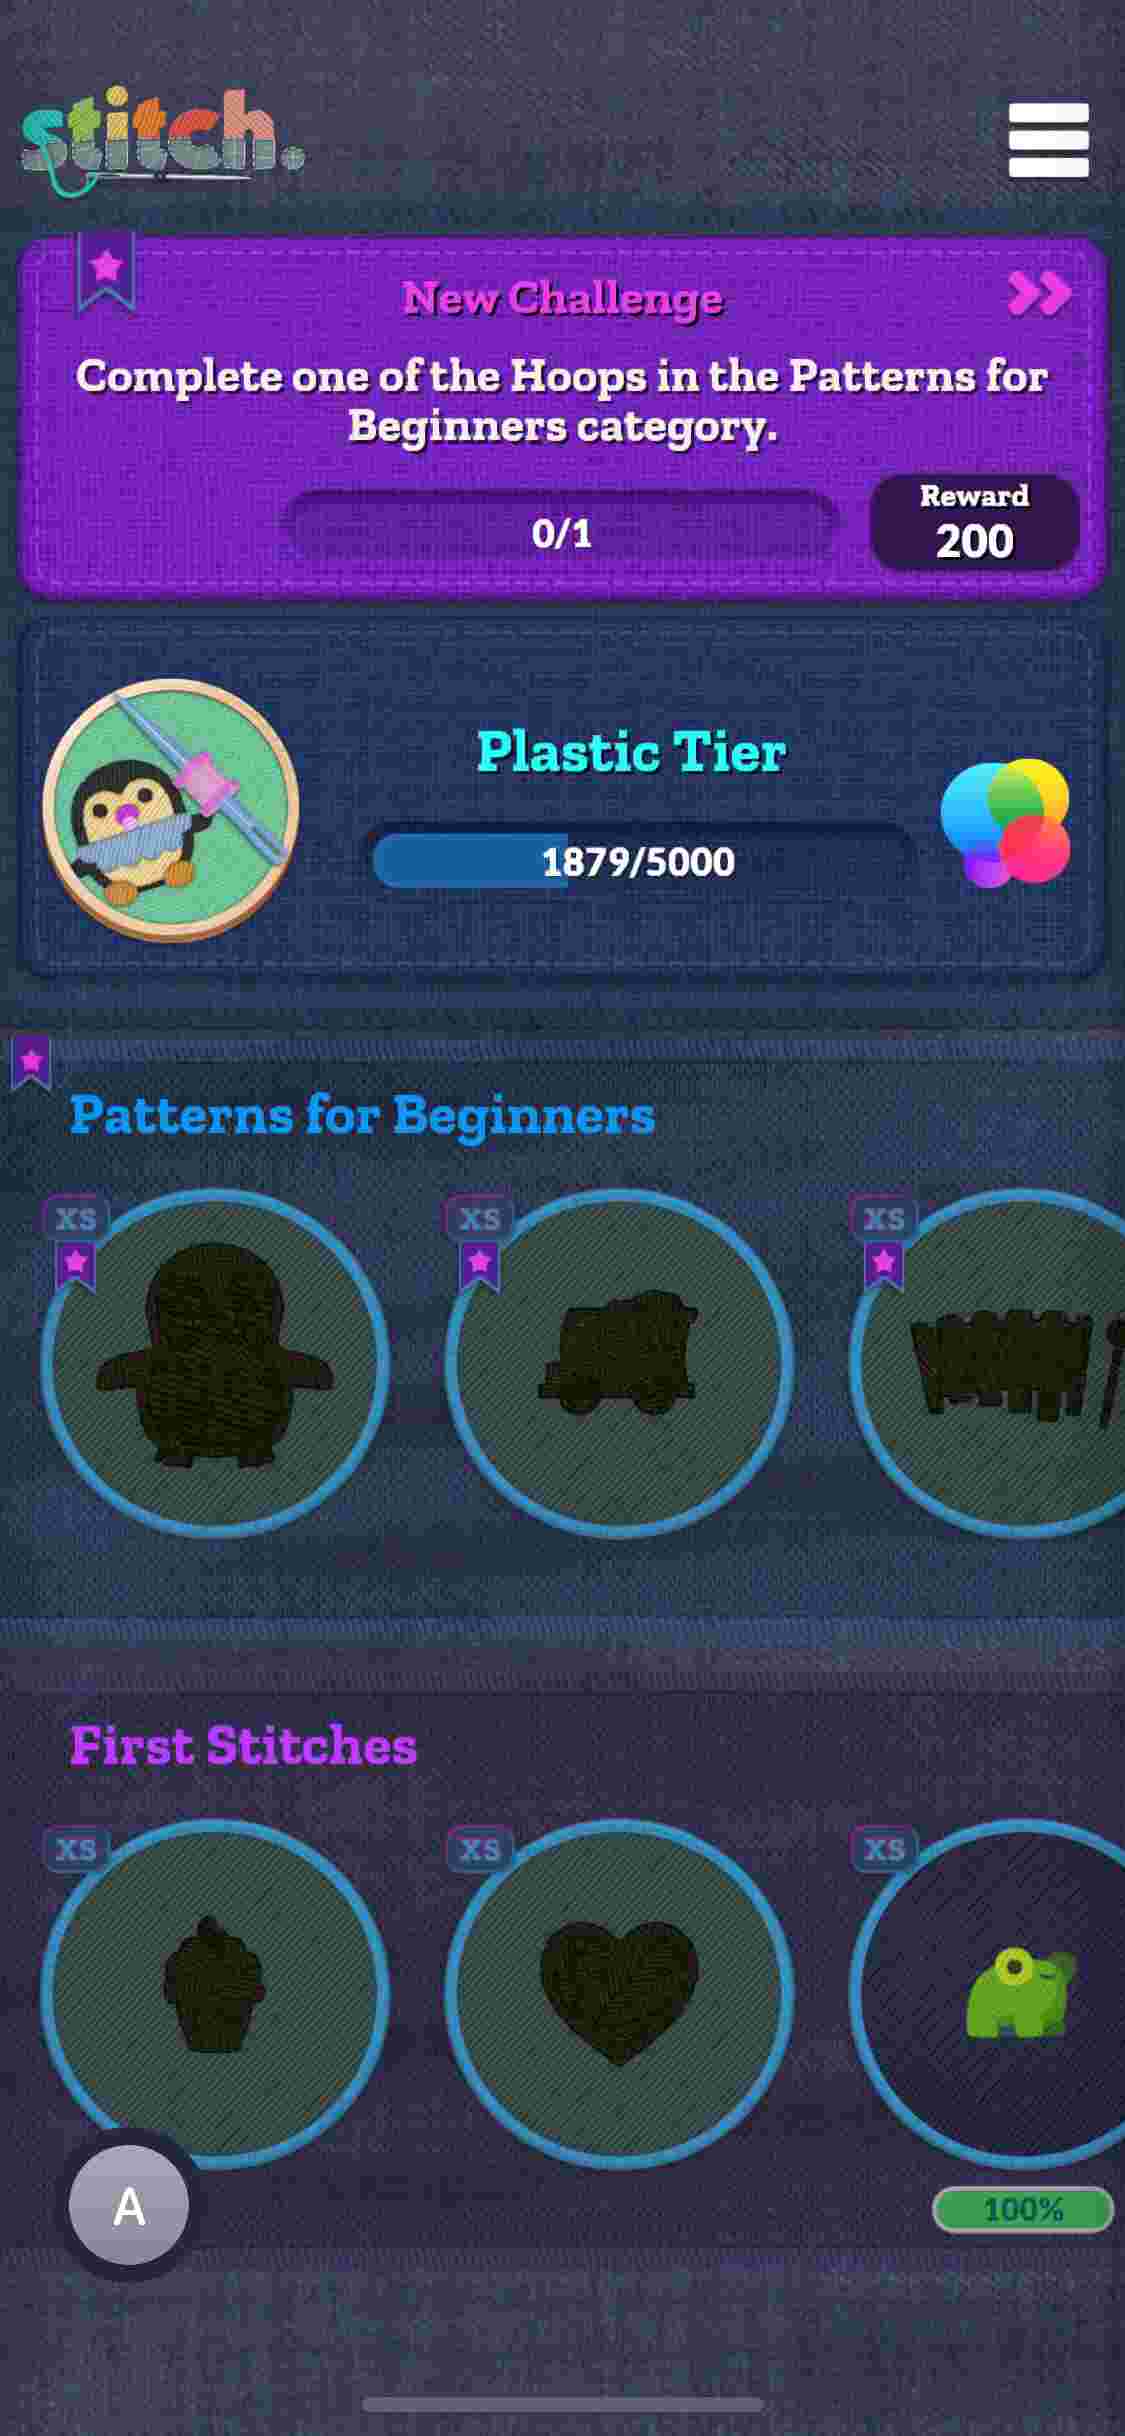 stitch.
New Challenge
Complete one of the Hoops in the Patterns for
Beginners category.
0/1
Reward
200
Plastic Tier
1879/5000
Patterns for Beginners
XS
XS
XS
First Stitches
XS
XS
XS
A
100%